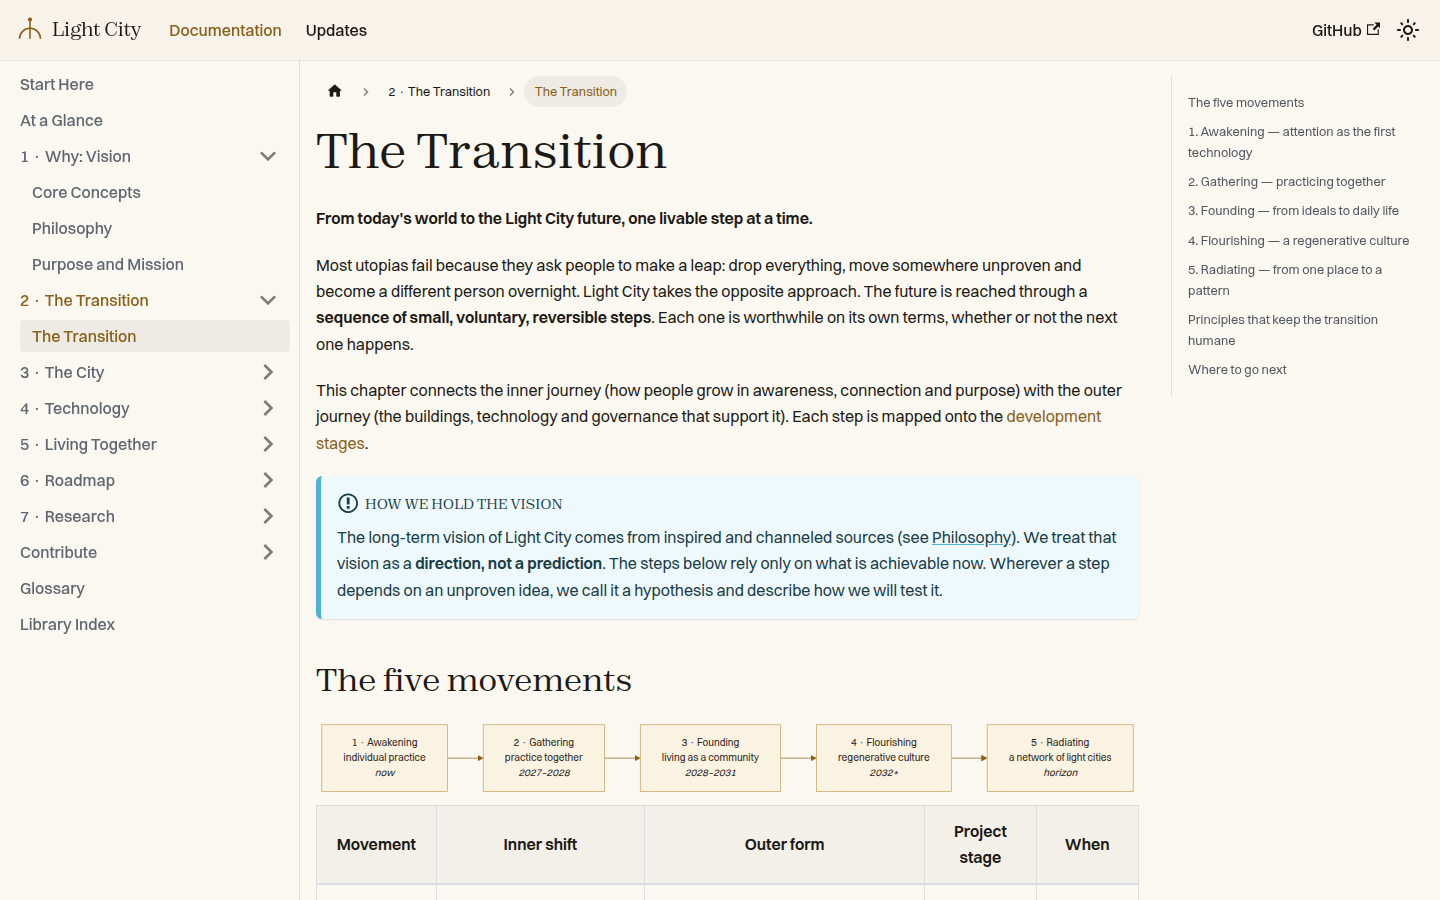 Light City
Documentation
Updates
GitHub
Start Here
At a Glance
1 · Why: Vision
Core Concepts
Philosophy
Purpose and Mission
2 · The Transition
The Transition
3 · The City
4 · Technology
5 · Living Together
6 · Roadmap
7 · Research
Contribute
Glossary
Library Index
2 · The Transition
The Transition
The Transition
From today's world to the Light City future, one livable step at a time.
Most utopias fail because they ask people to make a leap: drop everything, move somewhere unproven and
become a different person overnight. Light City takes the opposite approach. The future is reached through a
sequence of small, voluntary, reversible steps. Each one is worthwhile on its own terms, whether or not the next
one happens.
This chapter connects the inner journey (how people grow in awareness, connection and purpose) with the outer
journey (the buildings, technology and governance that support it). Each step is mapped onto the development
stages.
HOW WE HOLD THE VISION
The long-term vision of Light City comes from inspired and channeled sources (see Philosophy). We treat that
vision as a direction, not a prediction. The steps below rely only on what is achievable now. Wherever a step
depends on an unproven idea, we call it a hypothesis and describe how we will test it.
The five movements
1 · Awakening
individual practice
now
2 · Gathering
practice together
2027–2028
3 · Founding
living as a community
2028–2031
4 · Flourishing
regenerative culture
2032+
5 · Radiating
a network of light cities
horizon
Movement
Inner shift
Outer form
Project
stage
When
The five movements
1. Awakening — attention as the first
technology
2. Gathering — practicing together
3. Founding — from ideals to daily life
4. Flourishing — a regenerative culture
5. Radiating — from one place to a
pattern
Principles that keep the transition
humane
Where to go next